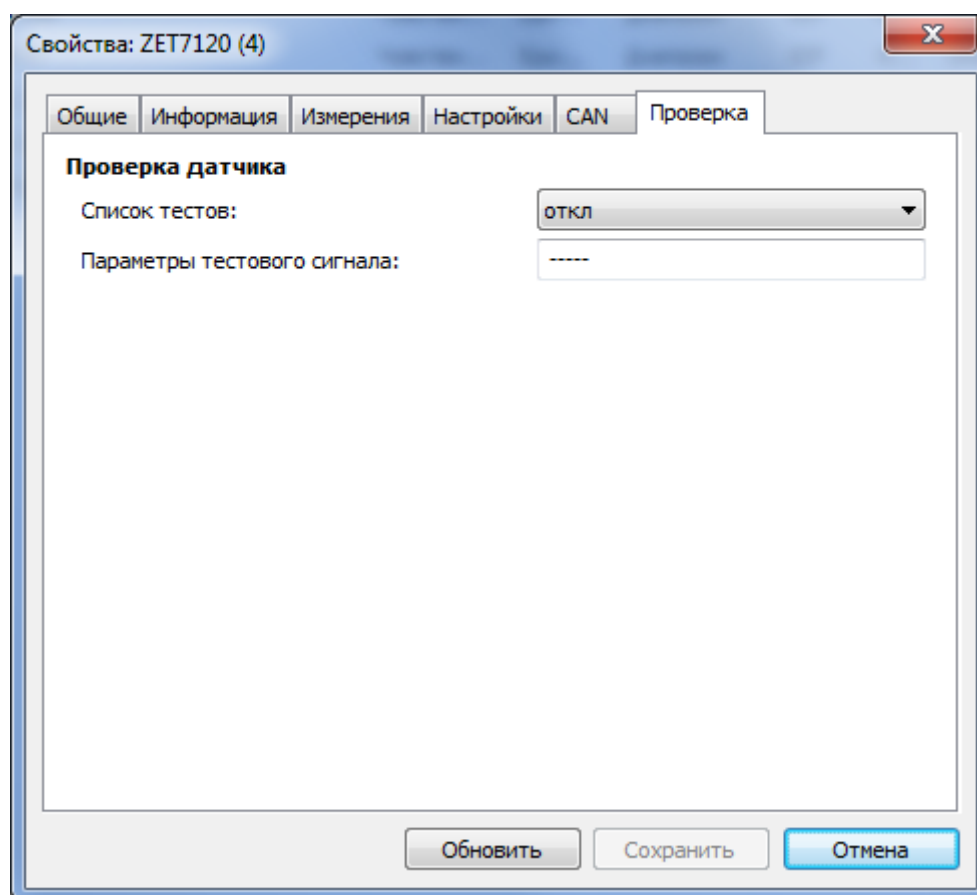 Свойства: ZET7120 (4)
Общие Информация Измерения Настройки CAN Проверка
Проверка датчика
Список тестов: откл
Параметры тестового сигнала: -----
Обновить Сохранить Отмена